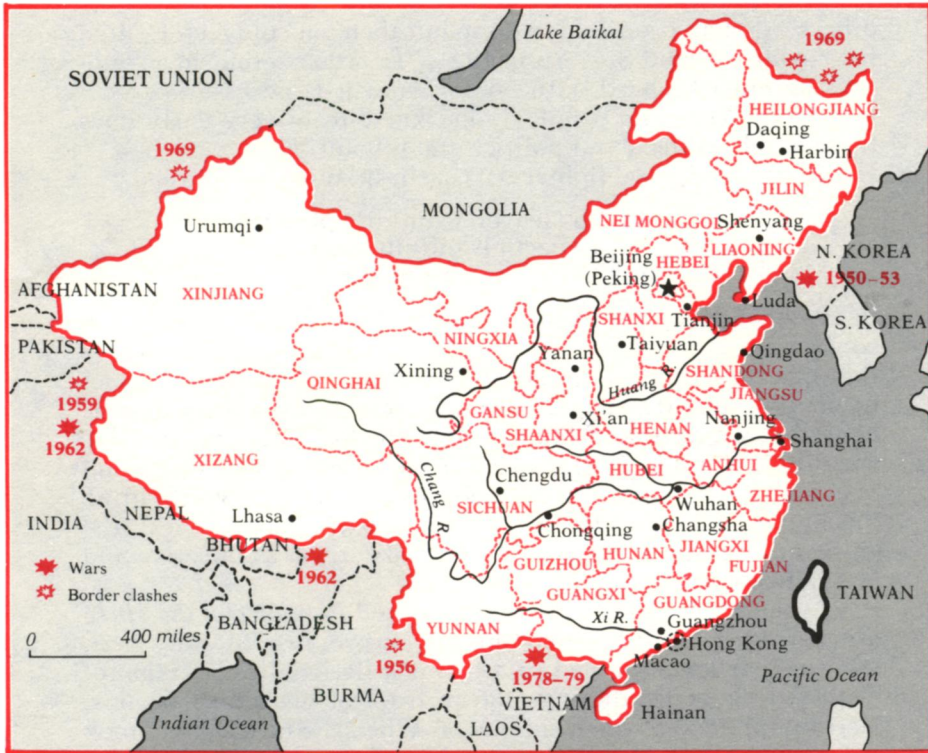 Lake Baikal
1969
SOVIET UNION
HEILONGJIANG
Daqing
Harbin
1969
JILIN
MONGOLIA
NEI MONGGOL
Shenyang
Urumqi
LIAONING
N. KOREA
Beijing
(Peking)
HEBEI
1950–53
AFGHANISTAN
XINJIANG
Luda
SHANXI
Tianjin
S. KOREA
PAKISTAN
NINGXIA
Yanan
Taiyuan
Qingdao
Xining
SHANDONG
QINGHAI
Huang R.
JIANGSU
1959
GANSU
Xi'an
Nanjing
1962
SHAANXI
HENAN
Shanghai
XIZANG
Chang R.
Chengdu
HUBEI
ANHUI
ZHEJIANG
SICHUAN
Wuhan
INDIA
NEPAL
Lhasa
Chongqing
Changsha
BHUTAN
HUNAN
JIANGXI
Wars
1962
GUIZHOU
FUJIAN
Border clashes
GUANGXI
TAIWAN
GUANGDONG
BANGLADESH
Xi R.
Guangzhou
0 400 miles
YUNNAN
Hong Kong
Macao
1956
1978–79
Pacific Ocean
BURMA
VIETNAM
Hainan
Indian Ocean
LAOS